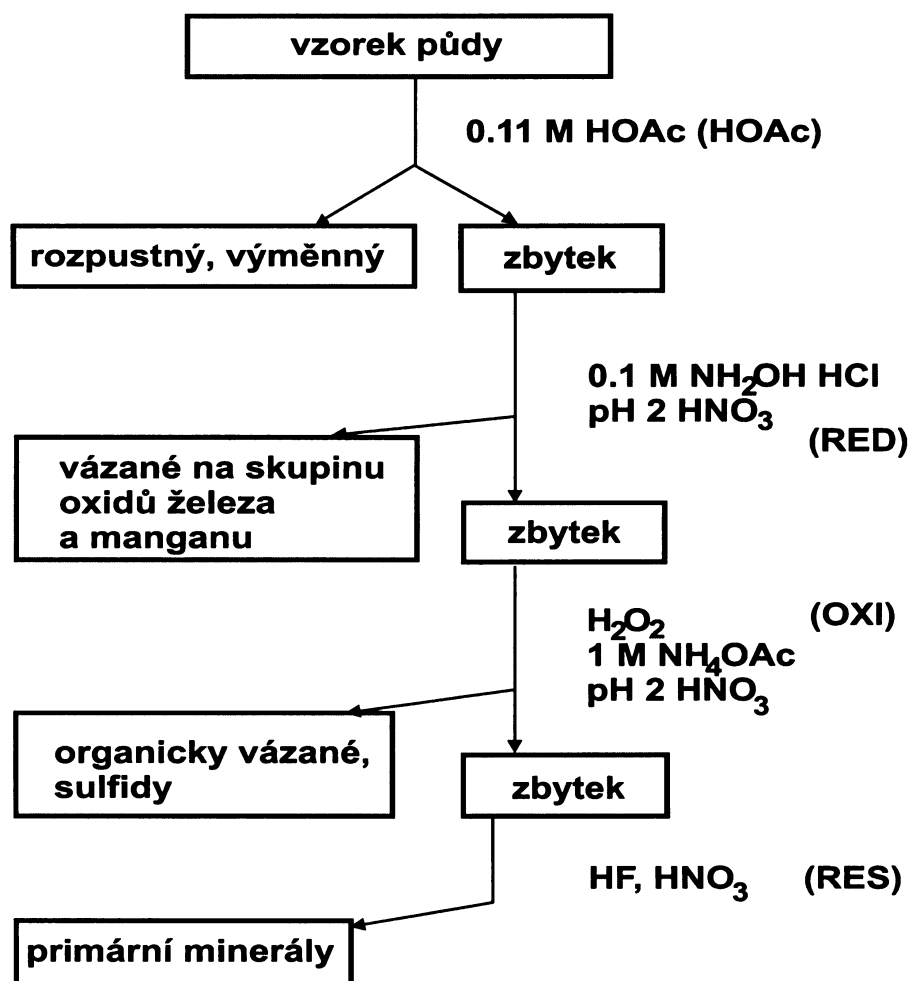 vzorek půdy
0.11 M HOAc (HOAc)
rozpustný, výměnný
zbytek
0.1 M NH₂OH HCl
pH 2 HNO₃
(RED)
vázané na skupinu
oxidů železa
a manganu
zbytek
H₂O₂ (OXI)
1 M NH₄OAc
pH 2 HNO₃
organicky vázané,
sulfidy
zbytek
HF, HNO₃ (RES)
primární minerály